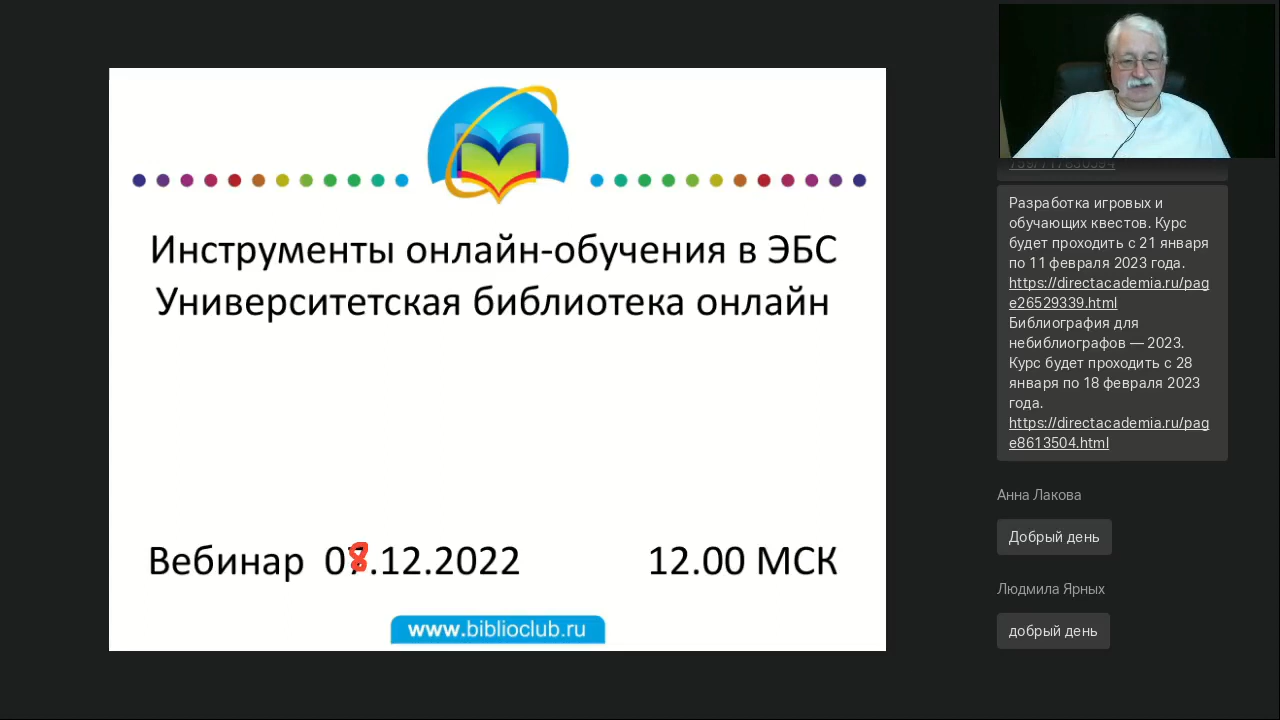 Инструменты онлайн-обучения в ЭБС
Университетская библиотека онлайн
Вебинар 08.12.2022 12.00 МСК
www.biblioclub.ru
Разработка игровых и
обучающих квестов. Курс
будет проходить с 21 января
по 11 февраля 2023 года.
https://directacademia.ru/pag
e26529339.html
Библиография для
небиблиографов — 2023.
Курс будет проходить с 28
января по 18 февраля 2023
года.
https://directacademia.ru/pag
e8613504.html
Анна Лакова
Добрый день
Людмила Ярных
добрый день